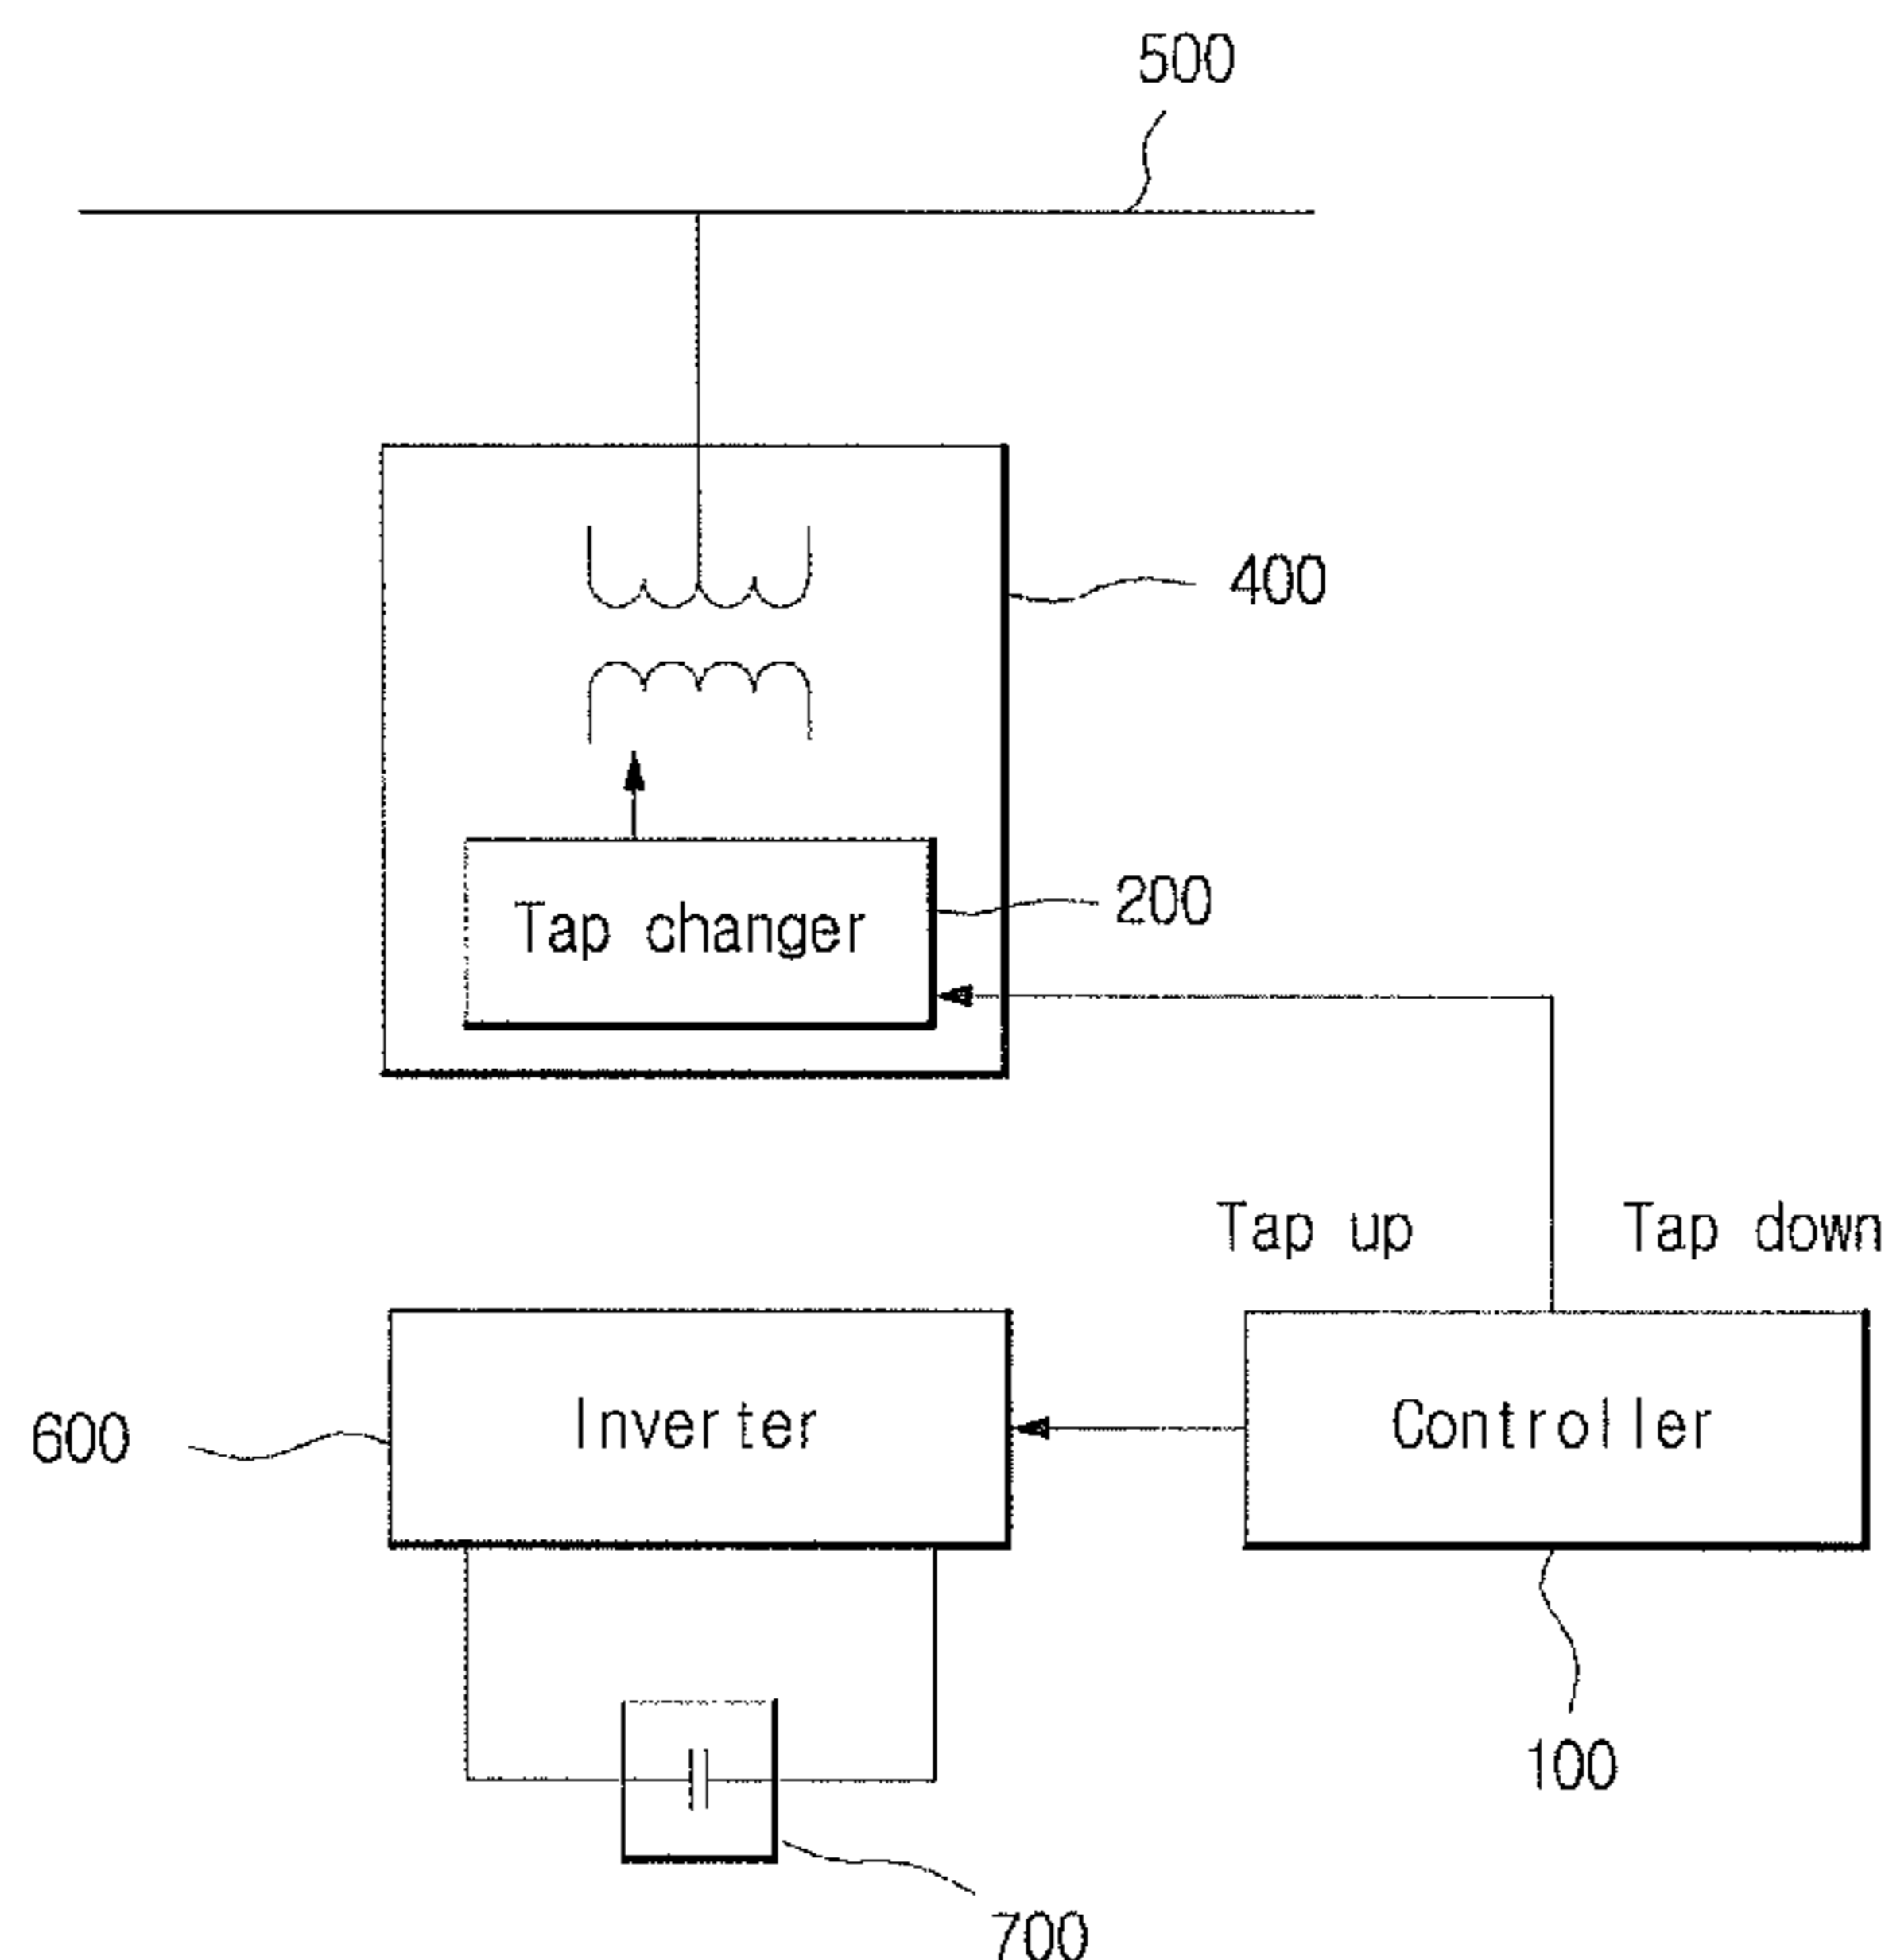 500
400
200
Tap changer
Tap up
Tap down
Inverter
Controller
600
100
700